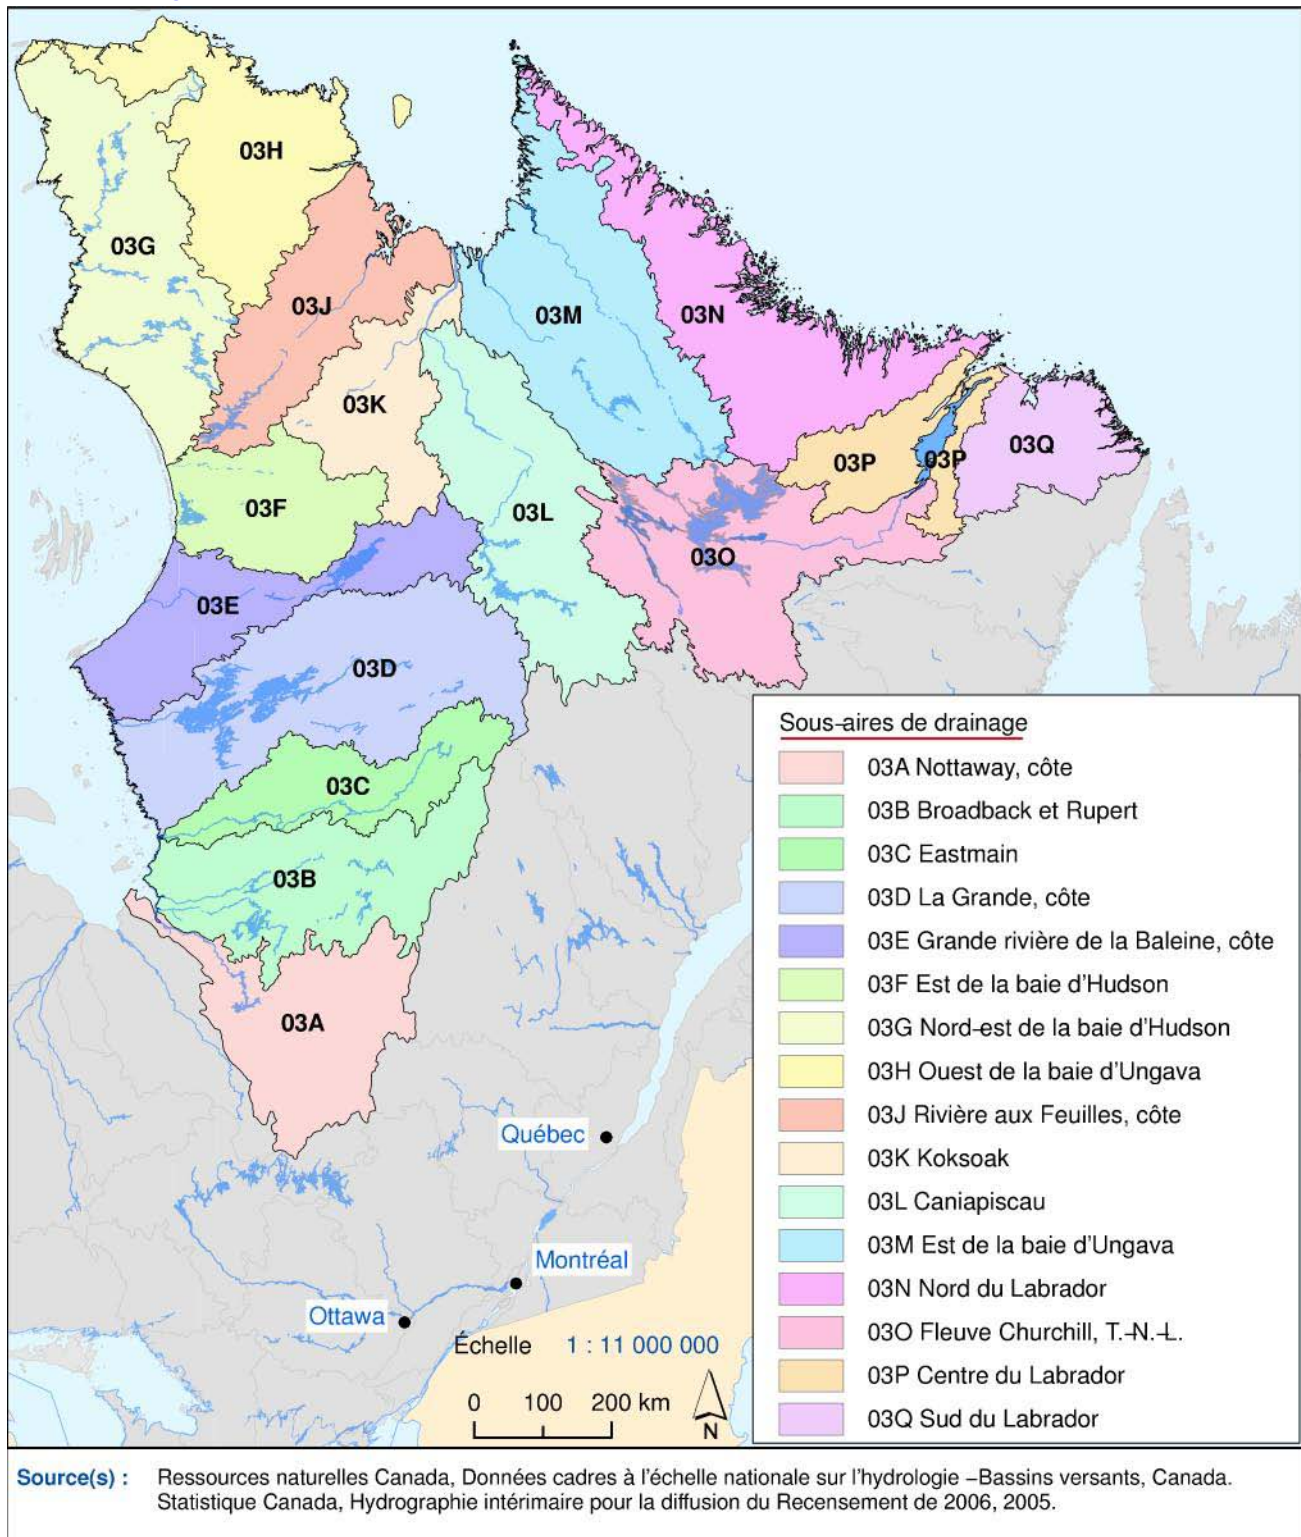 03H
03G
03J
03M
03N
03K
03P
03P
03Q
03F
03L
03O
03E
03D
03C
03B
03A
Québec
Montréal
Ottawa
Échelle 1 : 11 000 000
0 100 200 km
N
Sous-aires de drainage
03A Nottaway, côte
03B Broadback et Rupert
03C Eastmain
03D La Grande, côte
03E Grande rivière de la Baleine, côte
03F Est de la baie d'Hudson
03G Nord-est de la baie d'Hudson
03H Ouest de la baie d'Ungava
03J Rivière aux Feuilles, côte
03K Koksoak
03L Caniapiscau
03M Est de la baie d'Ungava
03N Nord du Labrador
03O Fleuve Churchill, T.-N.-L.
03P Centre du Labrador
03Q Sud du Labrador
Source(s) : Ressources naturelles Canada, Données cadres à l'échelle nationale sur l'hydrologie –Bassins versants, Canada.
Statistique Canada, Hydrographie intérimaire pour la diffusion du Recensement de 2006, 2005.